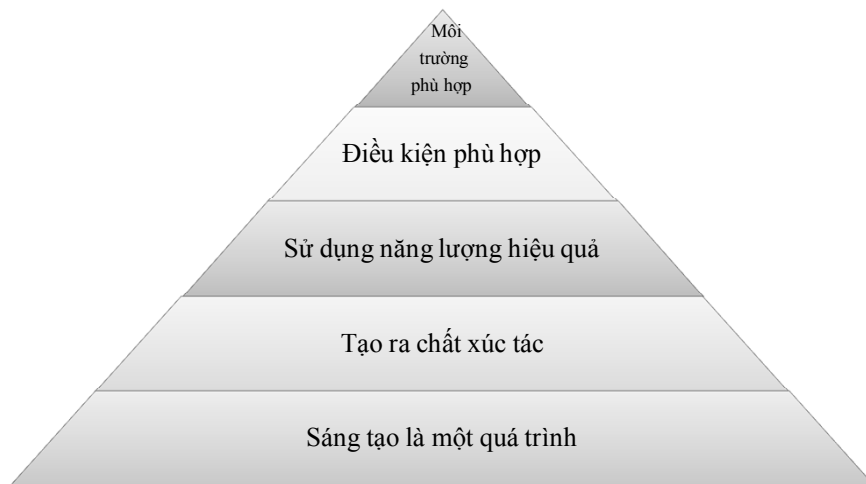 Môi
trường
phù hợp
Điều kiện phù hợp
Sử dụng năng lượng hiệu quả
Tạo ra chất xúc tác
Sáng tạo là một quá trình